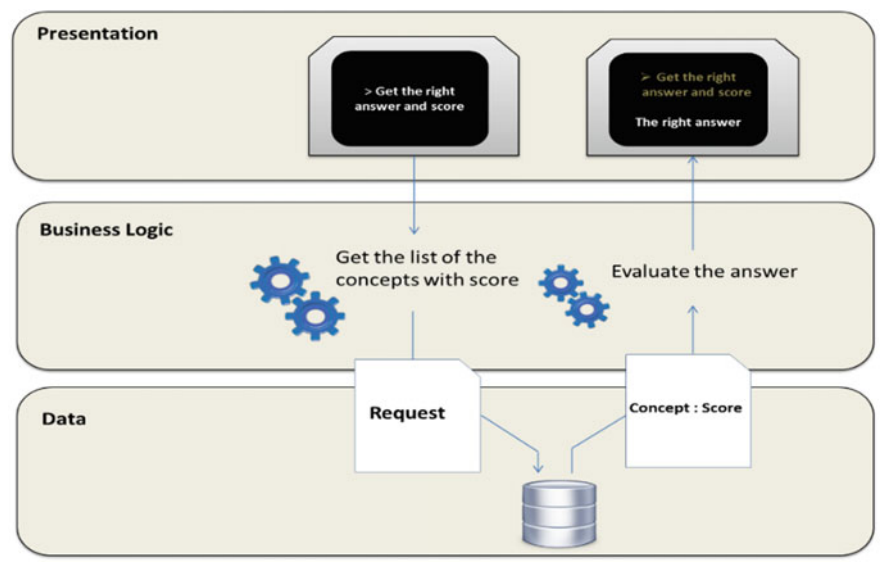 Presentation
> Get the right
answer and score
➢ Get the right
answer and score
The right answer
Business Logic
Get the list of the
concepts with score
Evaluate the answer
Data
Request
Concept : Score